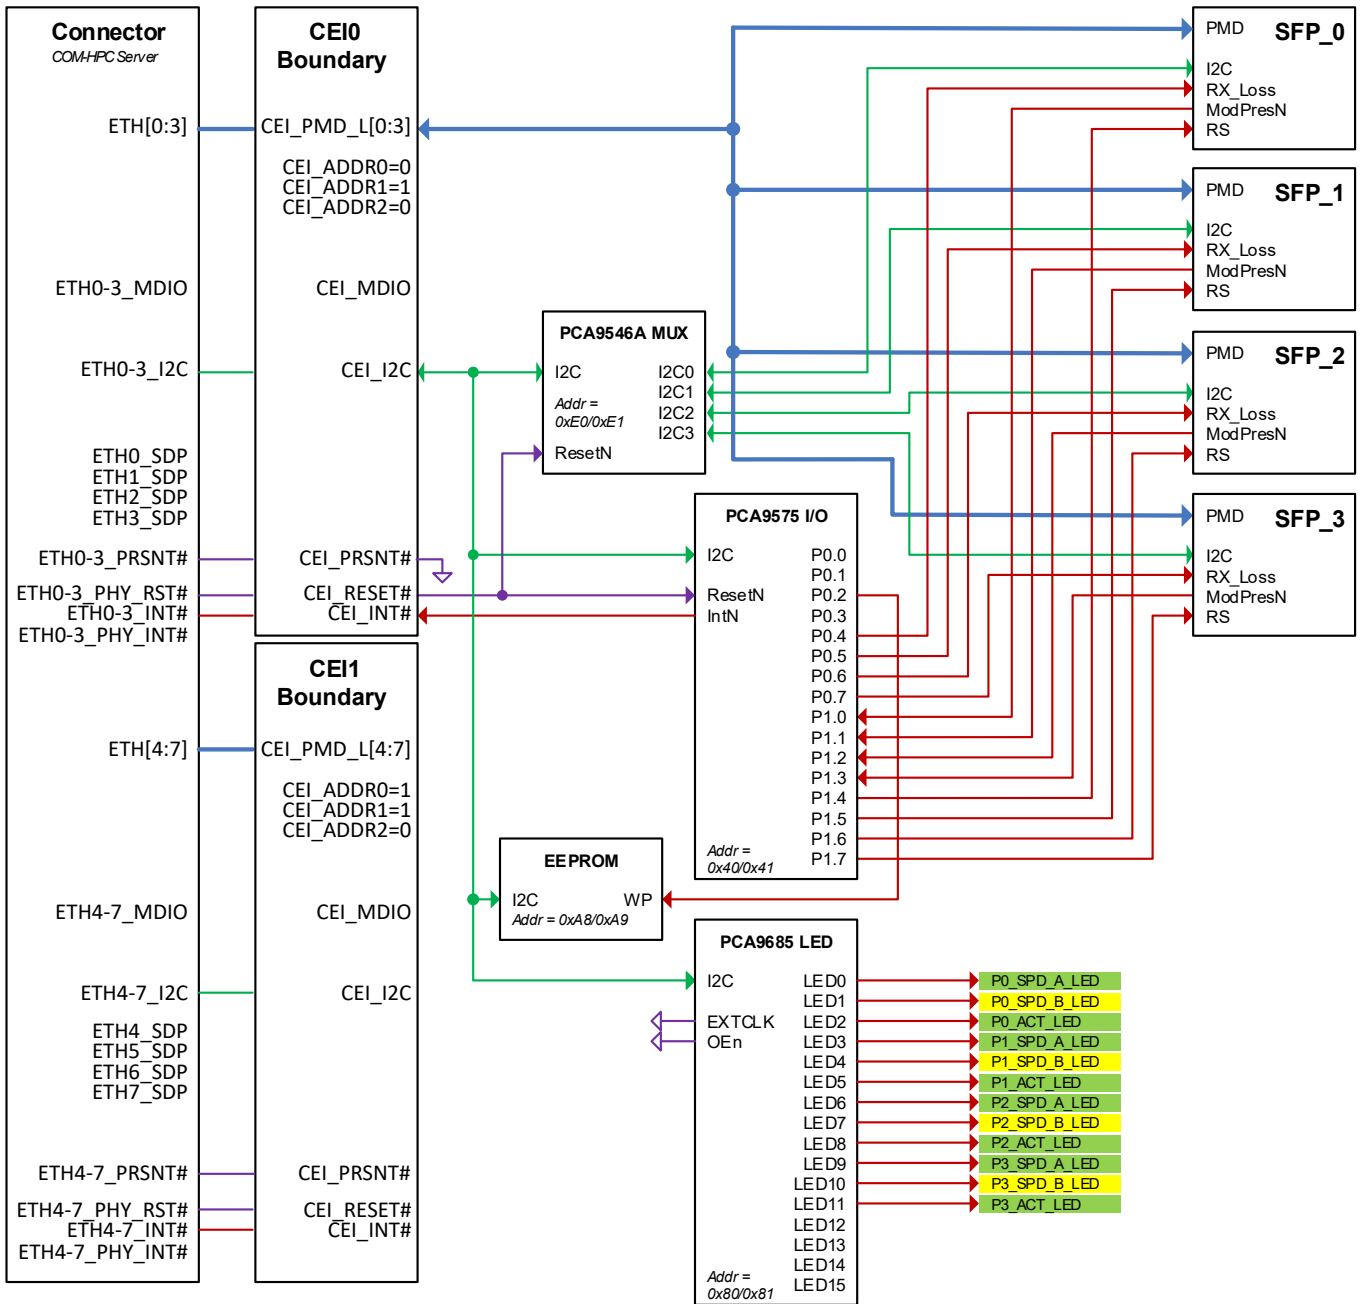 Connector
COM-HPC Server
ETH[0:3]
ETH0-3_MDIO
ETH0-3_I2C
ETH0_SDP
ETH1_SDP
ETH2_SDP
ETH3_SDP
ETH0-3_PRSNT#
ETH0-3_PHY_RST#
ETH0-3_INT#
ETH0-3_PHY_INT#
ETH[4:7]
ETH4-7_MDIO
ETH4-7_I2C
ETH4_SDP
ETH5_SDP
ETH6_SDP
ETH7_SDP
ETH4-7_PRSNT#
ETH4-7_PHY_RST#
ETH4-7_INT#
ETH4-7_PHY_INT#
CEI0
Boundary
CEI_PMD_L[0:3]
CEI_ADDR0=0
CEI_ADDR1=1
CEI_ADDR2=0
CEI_MDIO
CEI_I2C
CEI_PRSNT#
CEI_RESET#
CEI_INT#
CEI1
Boundary
CEI_PMD_L[4:7]
CEI_ADDR0=1
CEI_ADDR1=1
CEI_ADDR2=0
CEI_MDIO
CEI_I2C
CEI_PRSNT#
CEI_RESET#
CEI_INT#
PCA9546A MUX
I2C
Addr =
0xE0/0xE1
ResetN
I2C0
I2C1
I2C2
I2C3
PCA9575 I/O
I2C
ResetN
IntN
P0.0
P0.1
P0.2
P0.3
P0.4
P0.5
P0.6
P0.7
P1.0
P1.1
P1.2
P1.3
P1.4
P1.5
P1.6
P1.7
Addr =
0x40/0x41
EEPROM
I2C WP
Addr = 0xA8/0xA9
PCA9685 LED
I2C
EXTCLK
OEn
LED0
LED1
LED2
LED3
LED4
LED5
LED6
LED7
LED8
LED9
LED10
LED11
LED12
LED13
LED14
LED15
Addr =
0x80/0x81
P0_SPD_A_LED
P0_SPD_B_LED
P0_ACT_LED
P1_SPD_A_LED
P1_SPD_B_LED
P1_ACT_LED
P2_SPD_A_LED
P2_SPD_B_LED
P2_ACT_LED
P3_SPD_A_LED
P3_SPD_B_LED
P3_ACT_LED
PMD SFP_0
I2C
RX_Loss
ModPresN
RS
PMD SFP_1
I2C
RX_Loss
ModPresN
RS
PMD SFP_2
I2C
RX_Loss
ModPresN
RS
PMD SFP_3
I2C
RX_Loss
ModPresN
RS